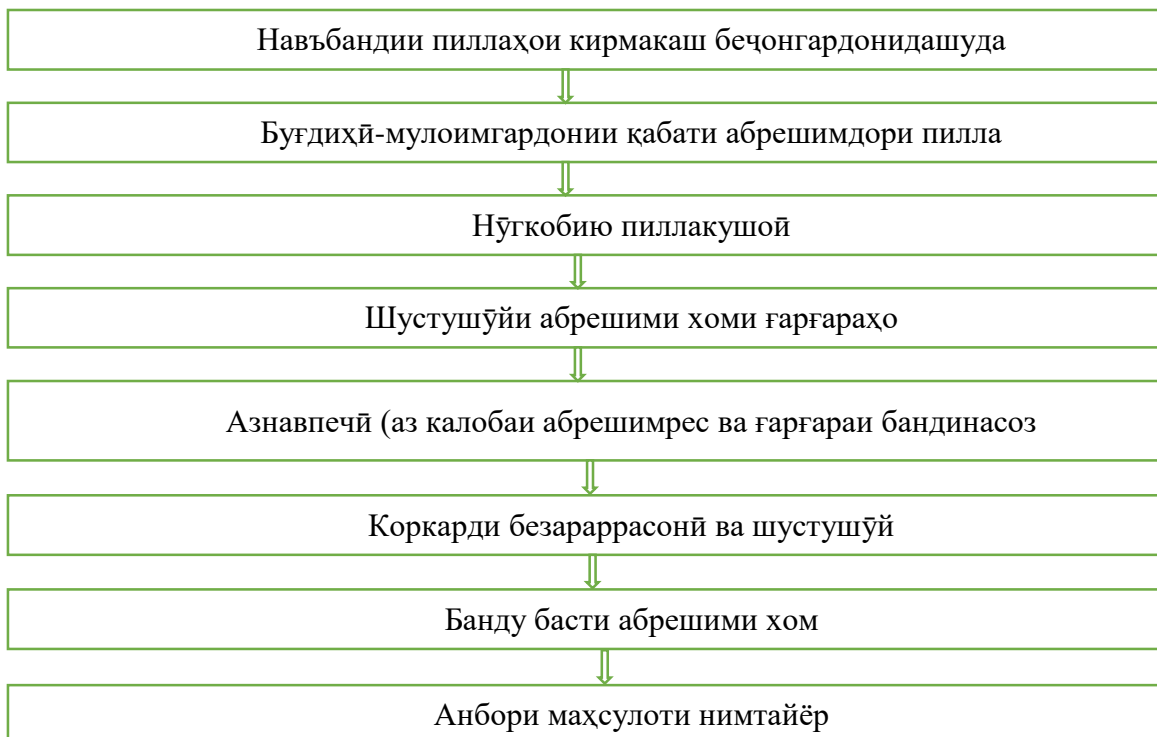 Навъбандии пиллаҳои кирмакаш беҷонгардонидашуда
Буғдиҳӣ-мулоимгардонии қабати абрешимдори пилла
Нӯгкобию пиллакушоӣ
Шустушӯйи абрешими хоми ғарғараҳо
Азнавпечӣ (аз калобаи абрешимрес ва ғарғараи бандинасоз
Коркарди безараррасонӣ ва шустушӯй
Банду басти абрешими хом
Анбори маҳсулоти нимтайёр